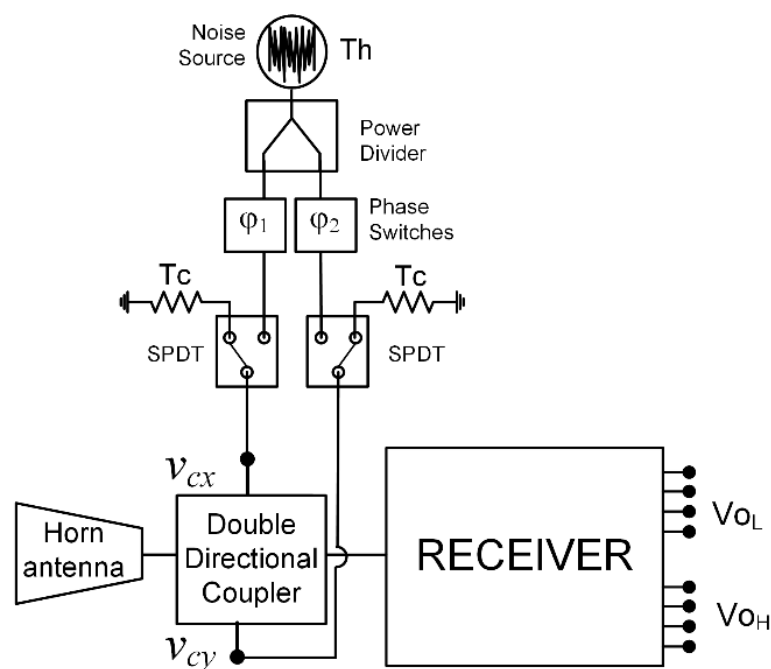 Noise
Source
Th
Power
Divider
φ1
φ2
Phase
Switches
Tc
Tc
SPDT
SPDT
vcx
Horn
antenna
Double
Directional
Coupler
RECEIVER
VoL
VoH
vcy